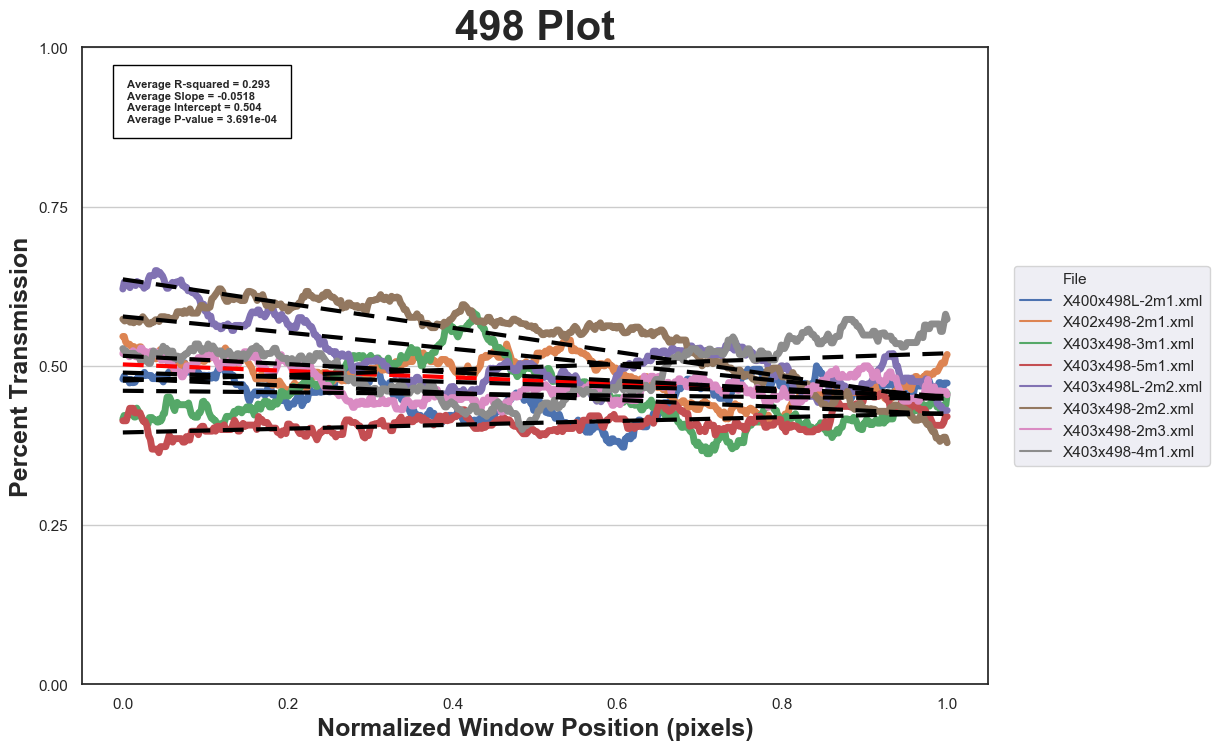 498 Plot
1.00
Average R-squared = 0.293
Average Slope = -0.0518
Average Intercept = 0.504
Average P-value = 3.691e-04
0.75
0.50
0.25
0.00
Percent Transmission
0.0 0.2 0.4 0.6 0.8 1.0
Normalized Window Position (pixels)
File
X400x498L-2m1.xml
X402x498-2m1.xml
X403x498-3m1.xml
X403x498-5m1.xml
X403x498L-2m2.xml
X403x498-2m2.xml
X403x498-2m3.xml
X403x498-4m1.xml